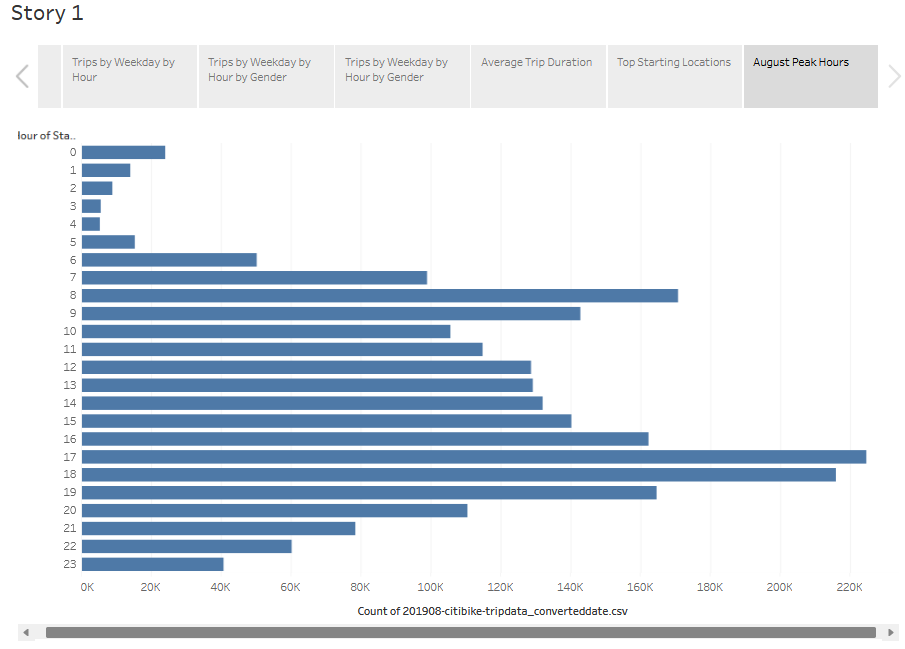 Story 1
Trips by Weekday by
Hour
Trips by Weekday by
Hour by Gender
Trips by Weekday by
Hour by Gender
Average Trip Duration
Top Starting Locations
August Peak Hours
lour of Sta..
0
1
2
3
4
5
6
7
8
9
10
11
12
13
14
15
16
17
18
19
20
21
22
23
0K 20K 40K 60K 80K 100K 120K 140K 160K 180K 200K 220K
Count of 201908-citibike-tripdata_converteddate.csv